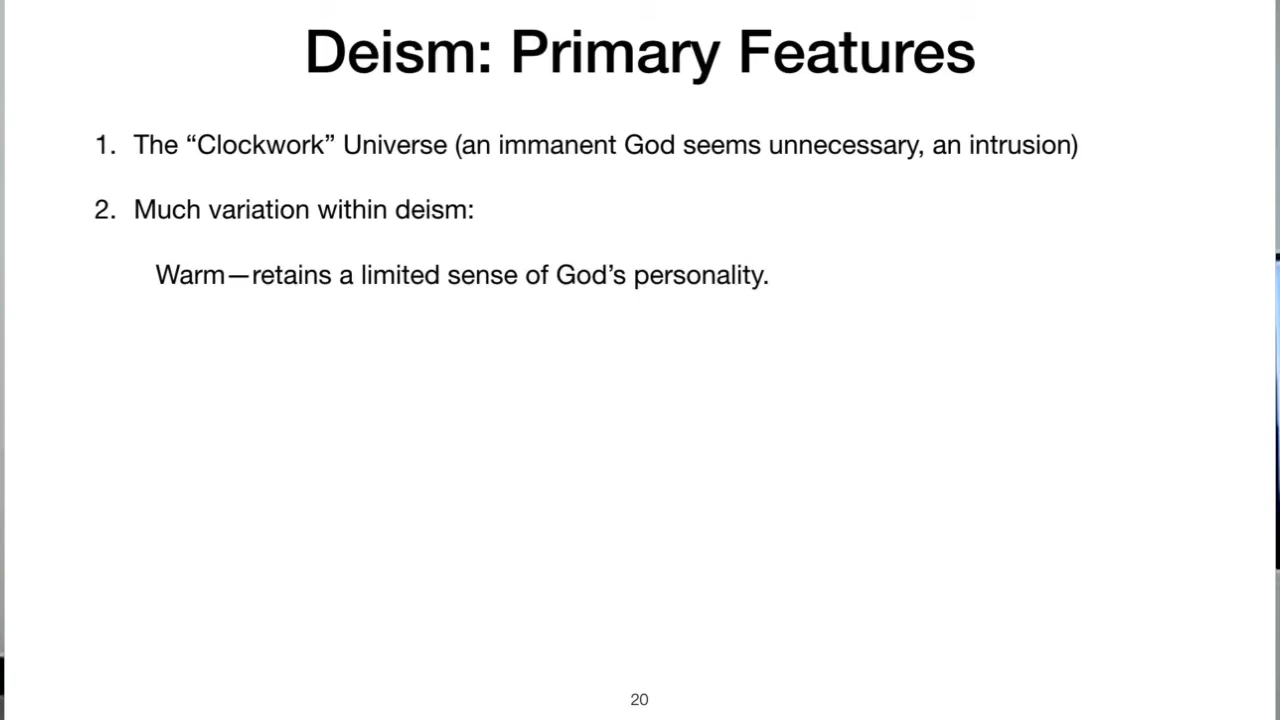 Deism: Primary Features
1. The “Clockwork” Universe (an immanent God seems unnecessary, an intrusion)
2. Much variation within deism:
Warm—retains a limited sense of God’s personality.
20